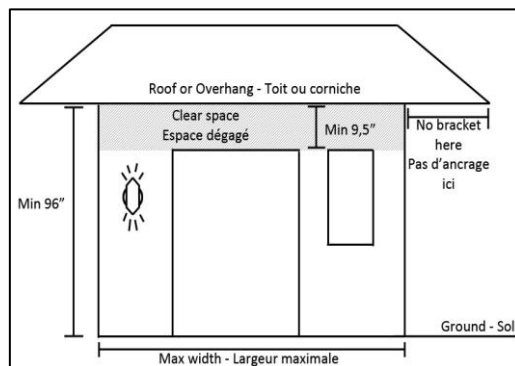 Roof or Overhang - Toit ou corniche
Clear space
Espace dégagé
Min 9,5"
No bracket
here
Pas d'ancrage
ici
Min 96"
Ground - Sol
Max width - Largeur maximale